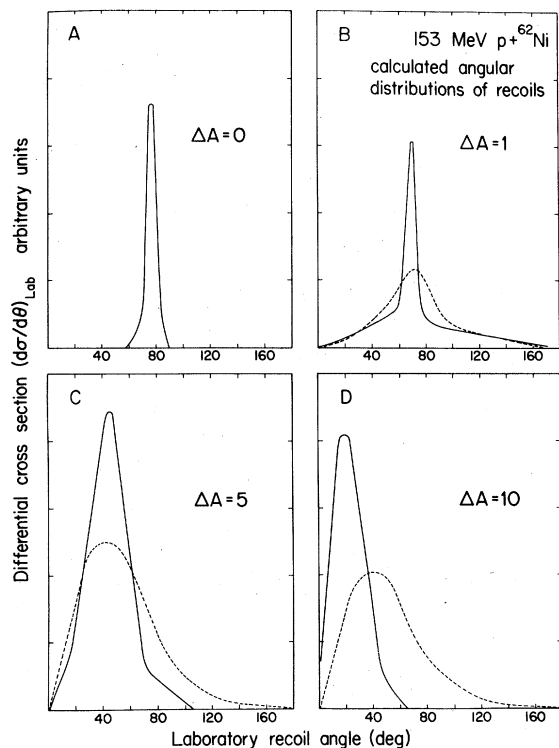 A
ΔA=0
B
153 MeV p+⁶²Ni
calculated angular
distributions of recoils
ΔA=1
40 80 120 160
40 80 120 160
C
ΔA=5
D
ΔA=10
40 80 120 160
40 80 120 160
Differential cross section (dσ/dθ)Lab arbitrary units
Laboratory recoil angle (deg)